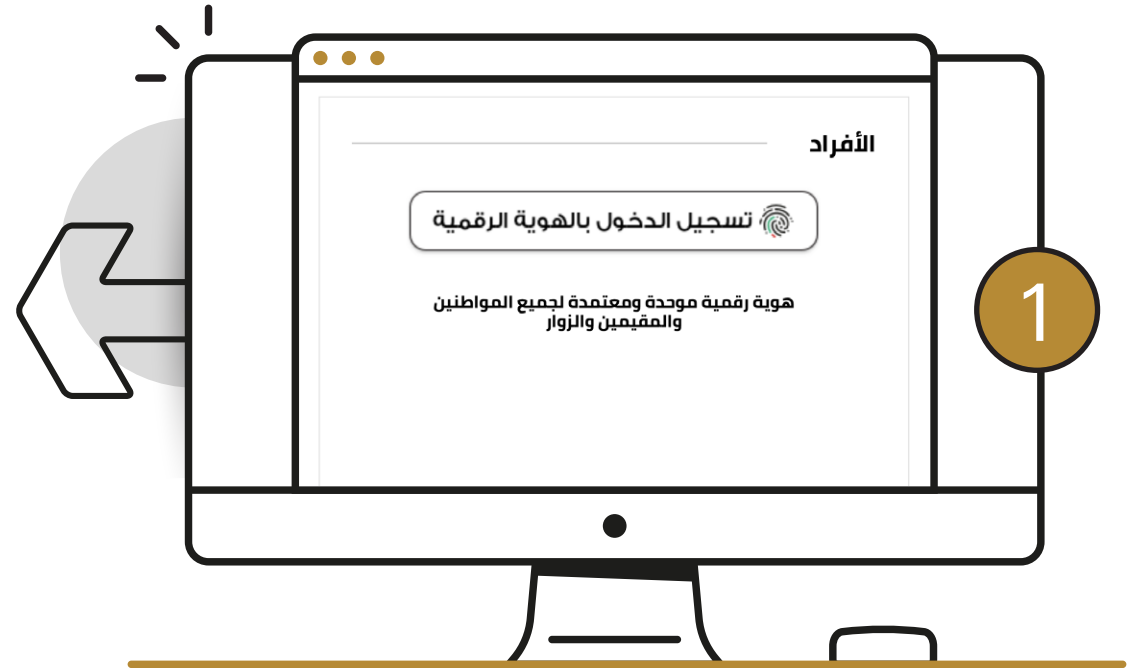 الأفراد
تسجيل الدخول بالهوية الرقمية
هوية رقمية موحدة ومعتمدة لجميع المواطنين
والمقيمين والزوار
1